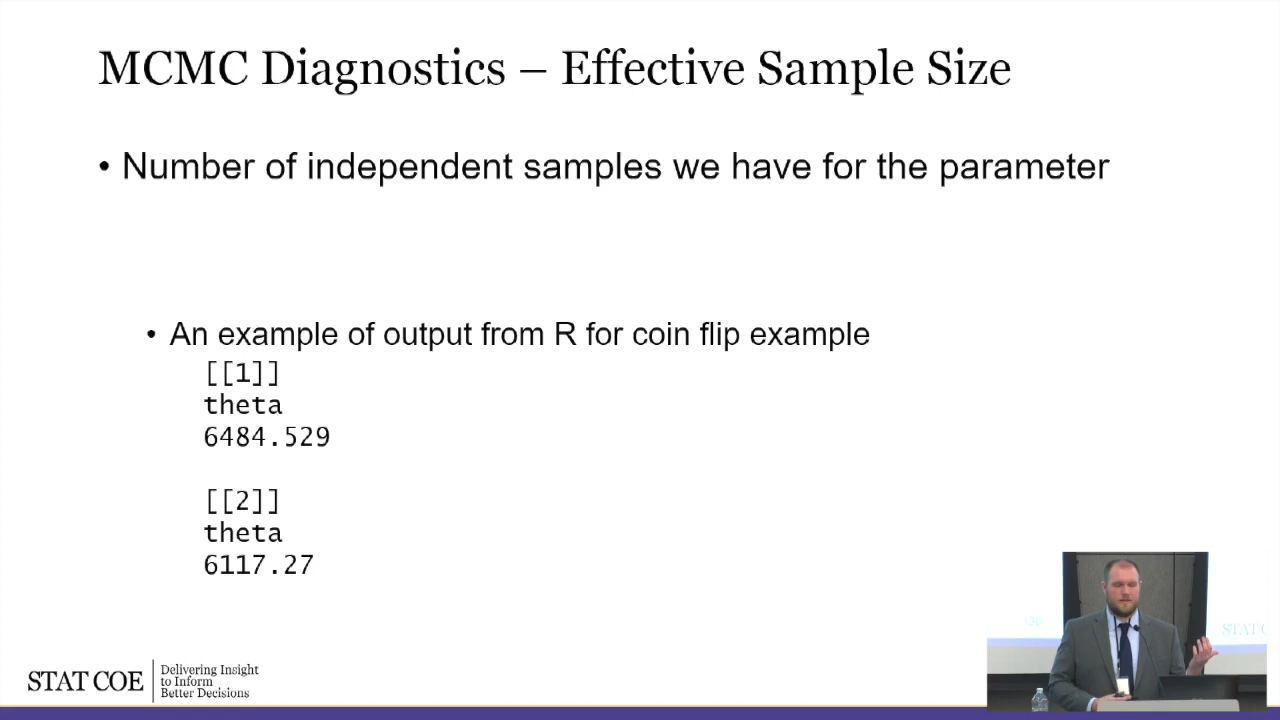 MCMC Diagnostics – Effective Sample Size
• Number of independent samples we have for the parameter
• An example of output from R for coin flip example
[[1]]
theta
6484.529
[[2]]
theta
6117.27
STAT COE
Delivering Insight
to Inform
Better Decisions
130
STAT C